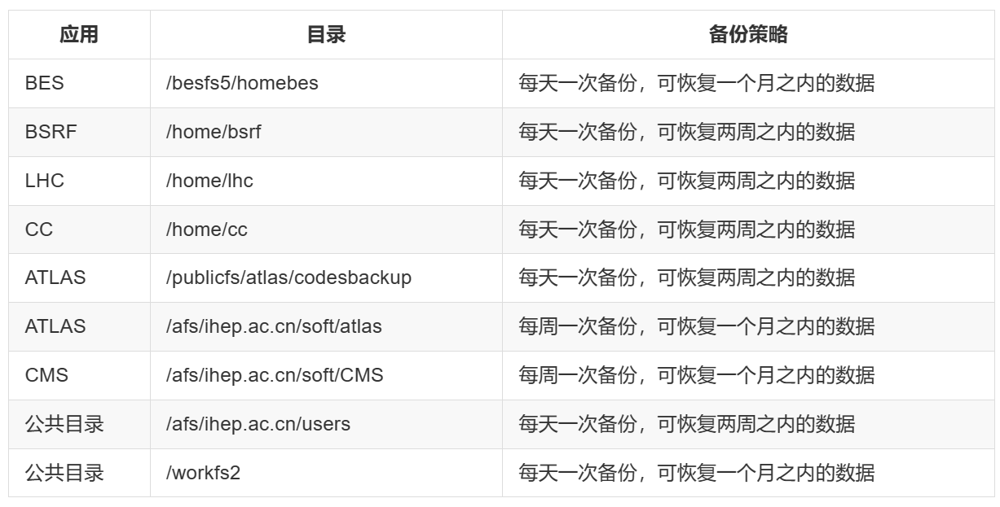 应用 目录 备份策略
BES /besfs5/homebes 每天一次备份，可恢复一个月之内的数据
BSRF /home/bsrf 每天一次备份，可恢复两周之内的数据
LHC /home/lhc 每天一次备份，可恢复两周之内的数据
CC /home/cc 每天一次备份，可恢复两周之内的数据
ATLAS /publicfs/atlas/codesbackup 每天一次备份，可恢复两周之内的数据
ATLAS /afs/ihep.ac.cn/soft/atlas 每周一次备份，可恢复一个月之内的数据
CMS /afs/ihep.ac.cn/soft/CMS 每周一次备份，可恢复一个月之内的数据
公共目录 /afs/ihep.ac.cn/users 每天一次备份，可恢复两周之内的数据
公共目录 /workfs2 每天一次备份，可恢复一个月之内的数据